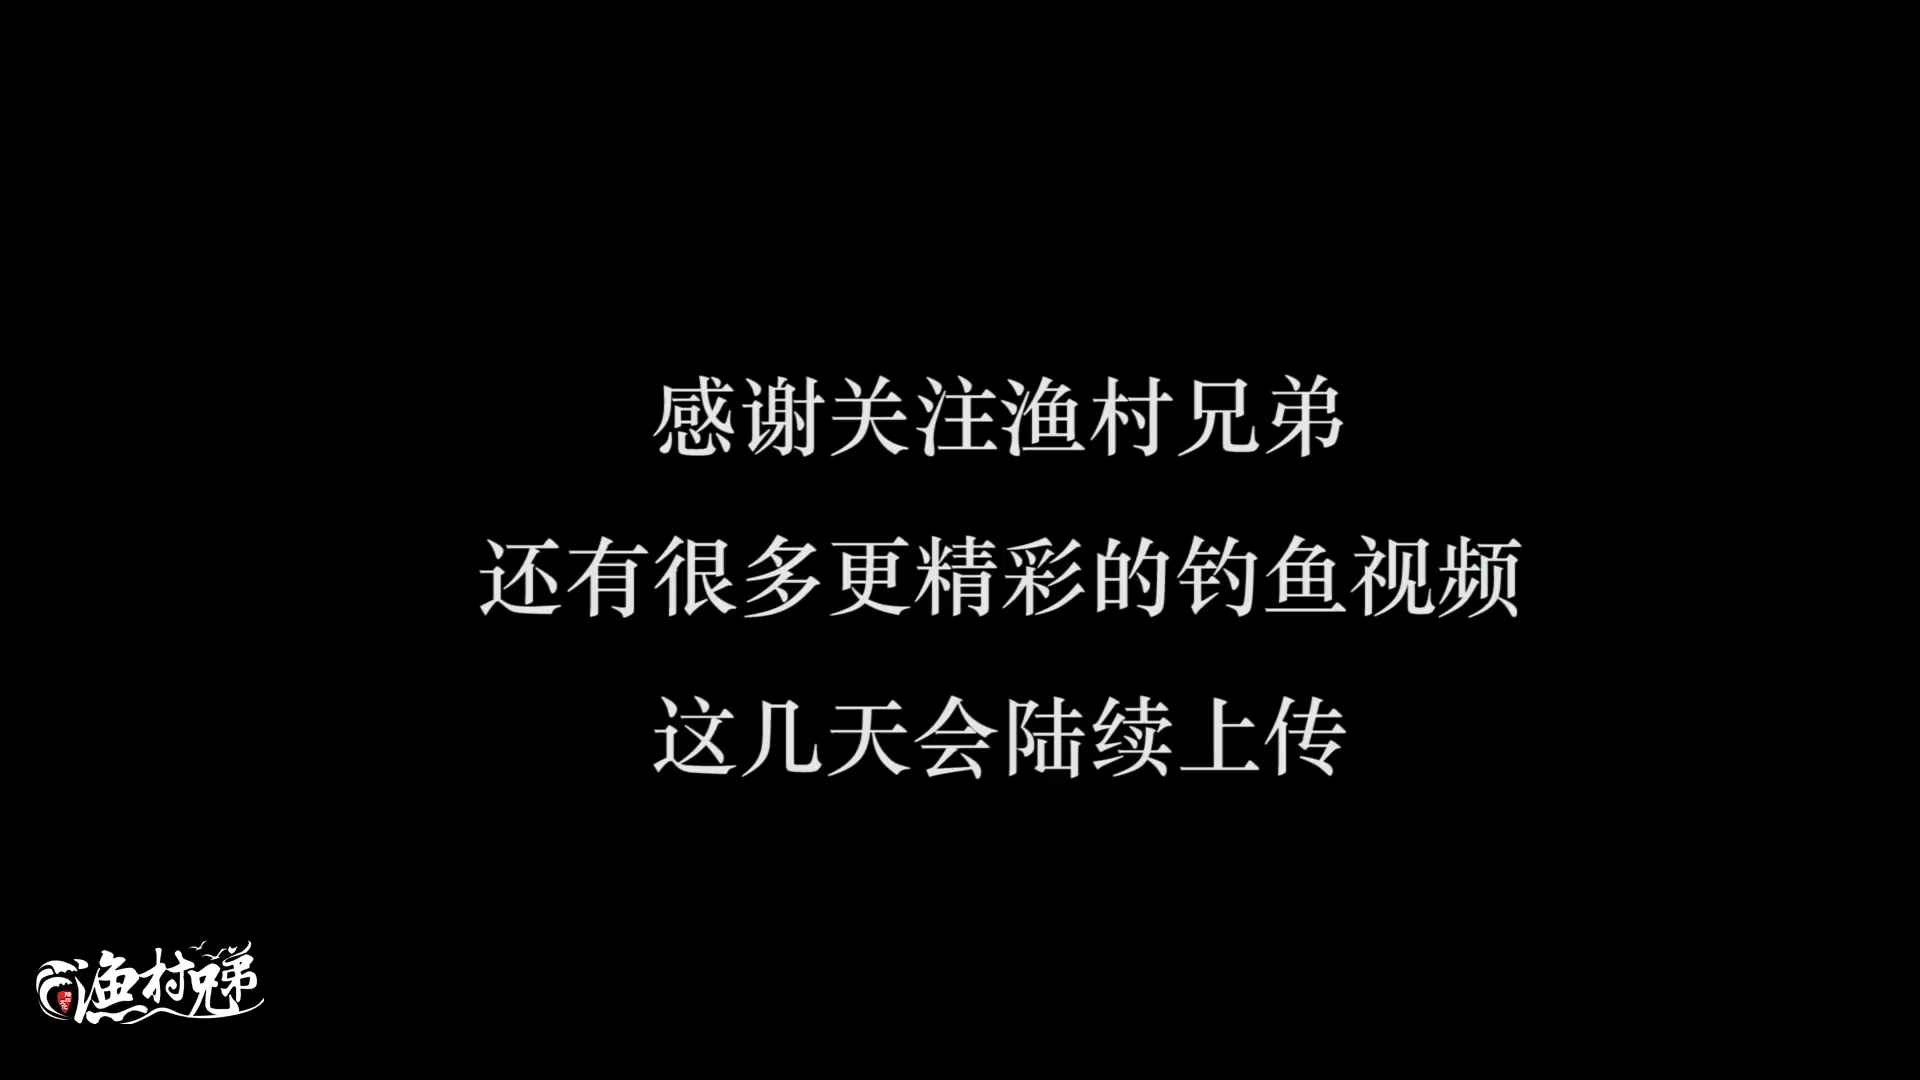 感谢关注渔村兄弟
还有很多更精彩的钓鱼视频
这几天会陆续上传
渔村兄弟